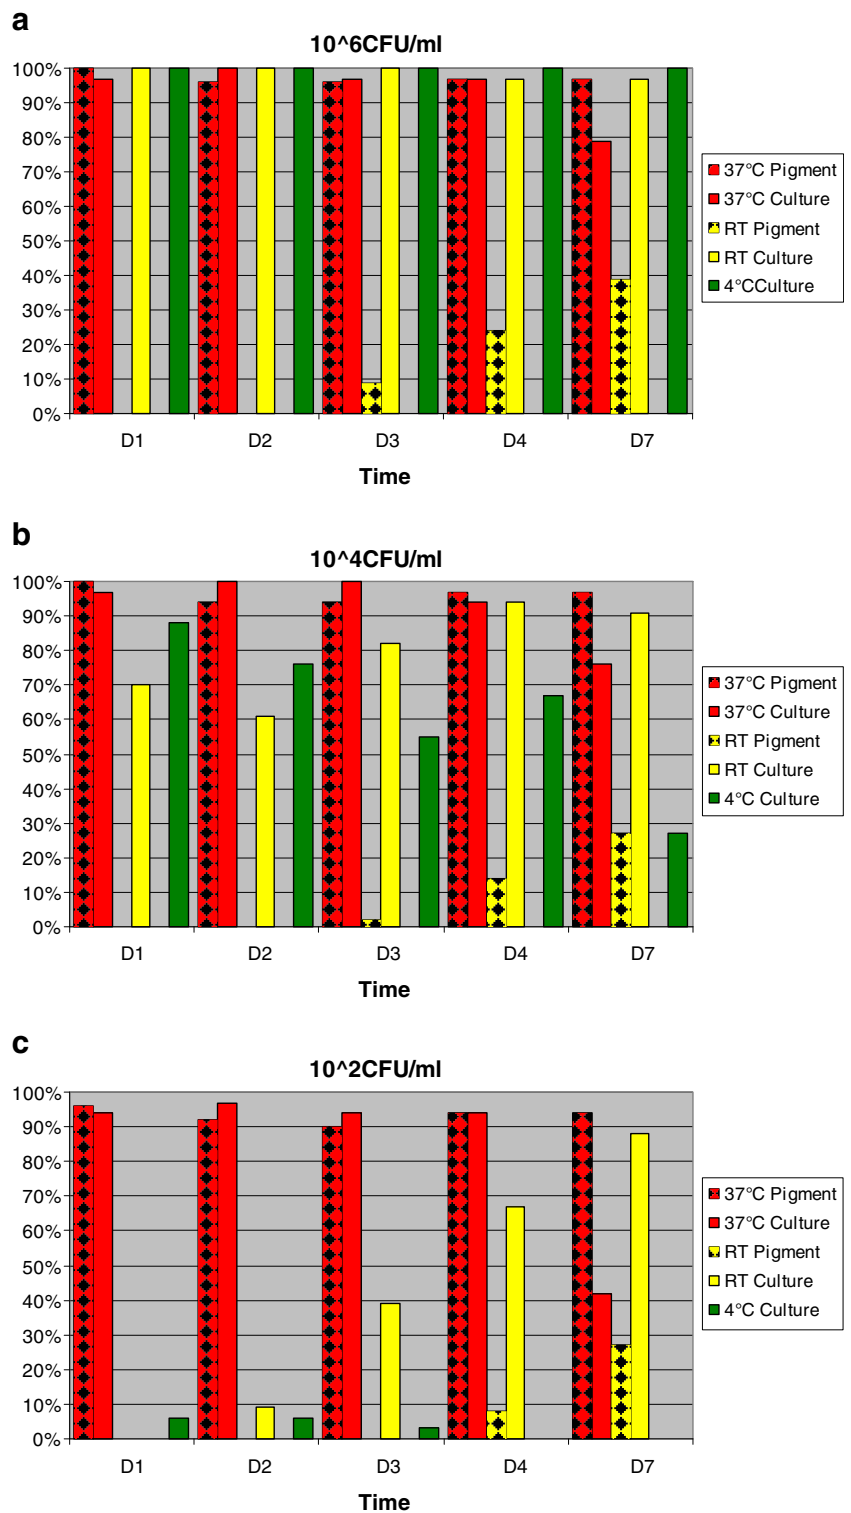 a
10^6CFU/ml
100%
90%
80%
70%
60%
50%
40%
30%
20%
10%
0%
D1 D2 D3 D4 D7
Time
37°C Pigment
37°C Culture
RT Pigment
RT Culture
4°CCulture
b
10^4CFU/ml
100%
90%
80%
70%
60%
50%
40%
30%
20%
10%
0%
D1 D2 D3 D4 D7
Time
37°C Pigment
37°C Culture
RT Pigment
RT Culture
4°C Culture
c
10^2CFU/ml
100%
90%
80%
70%
60%
50%
40%
30%
20%
10%
0%
D1 D2 D3 D4 D7
Time
37°C Pigment
37°C Culture
RT Pigment
RT Culture
4°C Culture